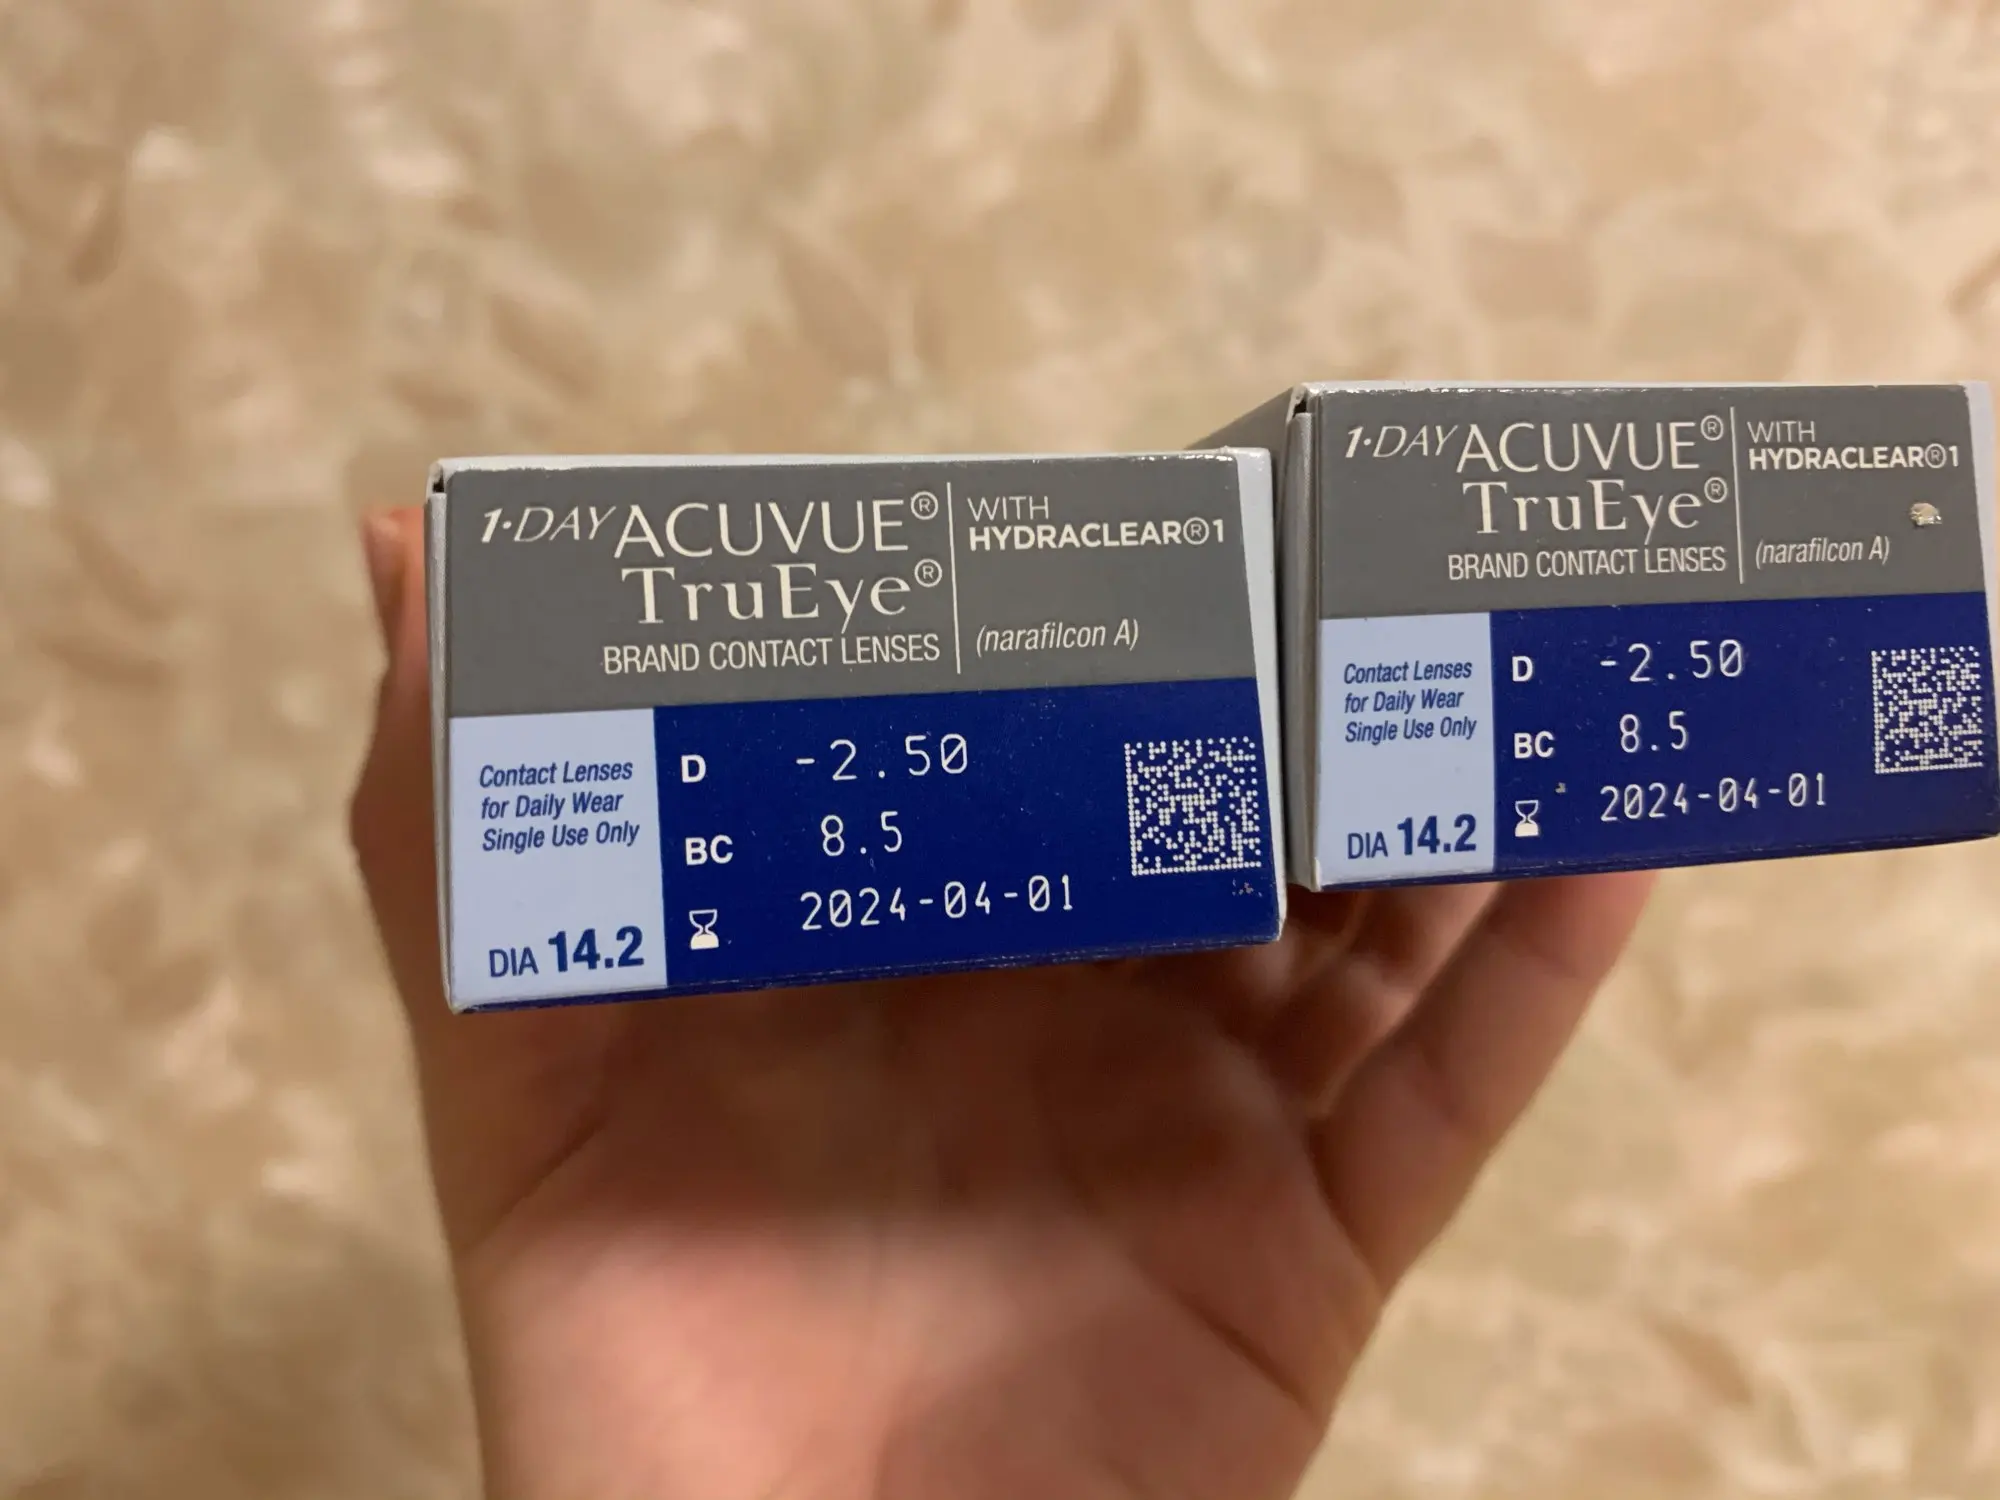 1·DAY ACUVUE®
TruEye®
BRAND CONTACT LENSES
WITH
HYDRACLEAR®1
(narafilcon A)
Contact Lenses
for Daily Wear
Single Use Only
DIA 14.2
D -2.50
BC 8.5
2024-04-01
1·DAY ACUVUE®
TruEye®
BRAND CONTACT LENSES
WITH
HYDRACLEAR®1
(narafilcon A)
Contact Lenses
for Daily Wear
Single Use Only
DIA 14.2
D -2.50
BC 8.5
2024-04-01